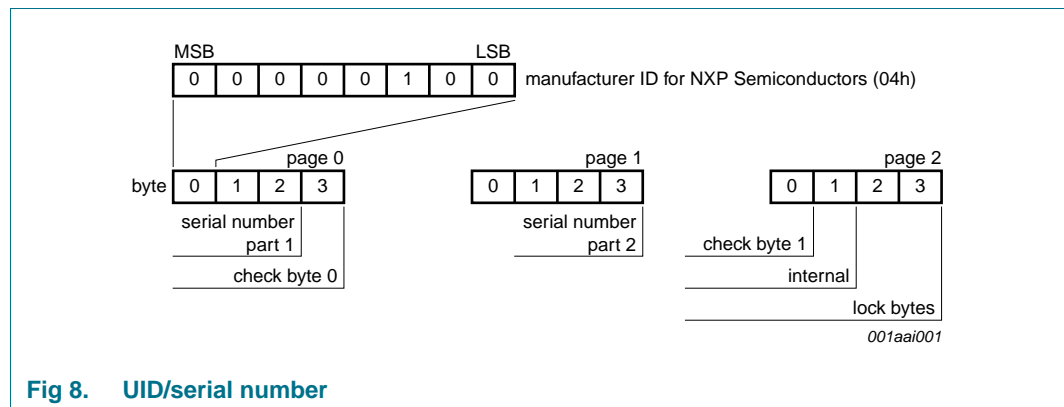 MSB LSB
0 0 0 0 0 1 0 0 manufacturer ID for NXP Semiconductors (04h)
page 0 page 1 page 2
byte 0 1 2 3 0 1 2 3 0 1 2 3
serial number serial number
part 1 part 2 check byte 1
check byte 0 internal
lock bytes
001aai001
Fig 8. UID/serial number